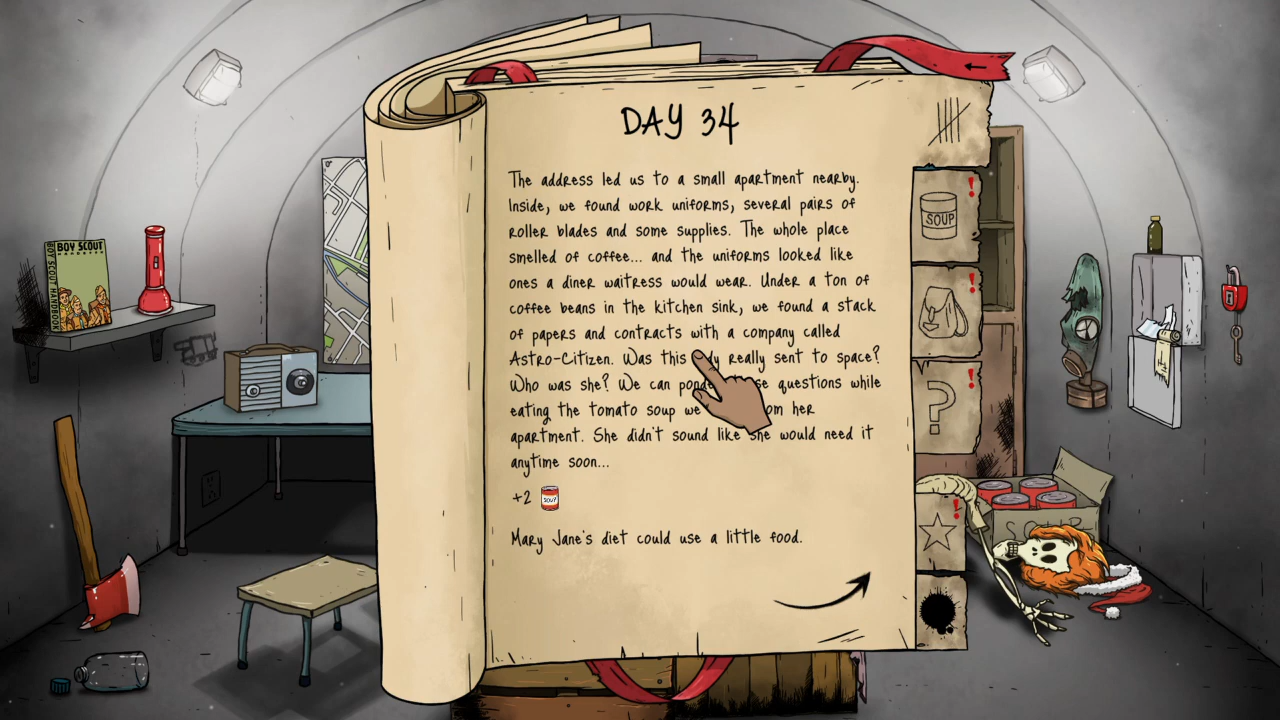 DAY 34
The address led us to a small apartment nearby.
Inside, we found work uniforms, several pairs of
roller blades and some supplies. The whole place
smelled of coffee... and the uniforms looked like
ones a diner waitress would wear. Under a ton of
coffee beans in the kitchen sink, we found a stack
of papers and contracts with a company called
Astro-Citizen. Was this really sent to space?
Who was she? We can questions while
eating the tomato soup we her
apartment. She didn't sound like she would need it
anytime soon...
+2 SOUP
Mary Jane's diet could use a little food.
SOUP
!
!
?
!
!
BOY SCOUT
BOY SCOUT HANDBOOK
SOUP